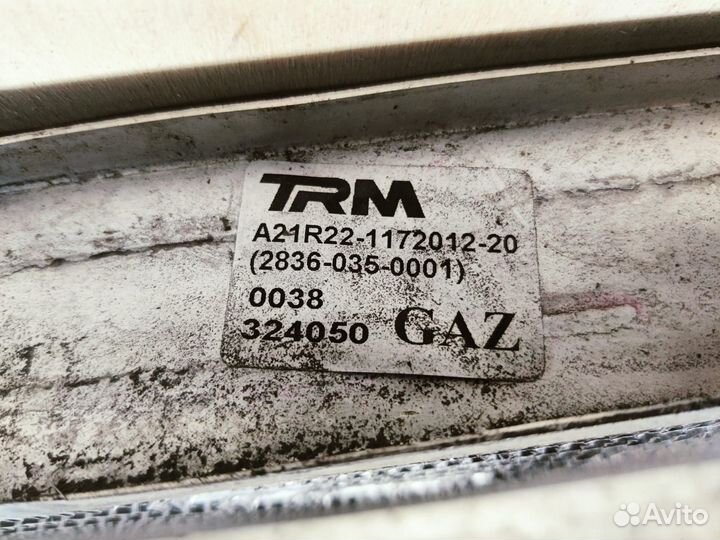 TRM
A21R22-1172012-20
(2836-035-0001)
0038
324050 GAZ
Avito